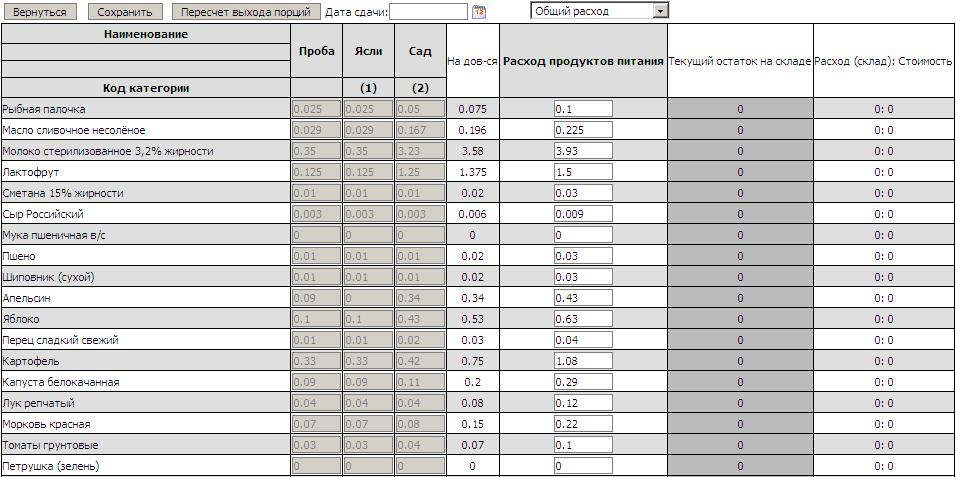 Вернуться Сохранить Пересчет выхода порций Дата сдачи: 12 Общий расход
Наименование Проба Ясли Сад На дов-ся Расход продуктов питания Текущий остаток на складе Расход (склад): Стоимость
Код категории (1) (2)
Рыбная палочка 0.025 0.025 0.05 0.075 0.1 0 0: 0
Масло сливочное несолёное 0.029 0.029 0.167 0.196 0.225 0 0: 0
Молоко стерилизованное 3,2% жирности 0.35 0.35 3.23 3.58 3.93 0 0: 0
Лактофрут 0.125 0.125 1.25 1.375 1.5 0 0: 0
Сметана 15% жирности 0.01 0.01 0.01 0.02 0.03 0 0: 0
Сыр Российский 0.003 0.003 0.003 0.006 0.009 0 0: 0
Мука пшеничная в/с 0 0 0 0 0 0 0: 0
Пшено 0.01 0.01 0.01 0.02 0.03 0 0: 0
Шиповник (сухой) 0.01 0.01 0.01 0.02 0.03 0 0: 0
Апельсин 0.09 0 0.34 0.34 0.43 0 0: 0
Яблоко 0.1 0.1 0.43 0.53 0.63 0 0: 0
Перец сладкий свежий 0.01 0.01 0.02 0.03 0.04 0 0: 0
Картофель 0.33 0.33 0.42 0.75 1.08 0 0: 0
Капуста белокачанная 0.09 0.09 0.11 0.2 0.29 0 0: 0
Лук репчатый 0.04 0.04 0.04 0.08 0.12 0 0: 0
Морковь красная 0.07 0.07 0.08 0.15 0.22 0 0: 0
Томаты грунтовые 0.03 0.03 0.04 0.07 0.1 0 0: 0
Петрушка (зелень) 0 0 0 0 0 0 0: 0